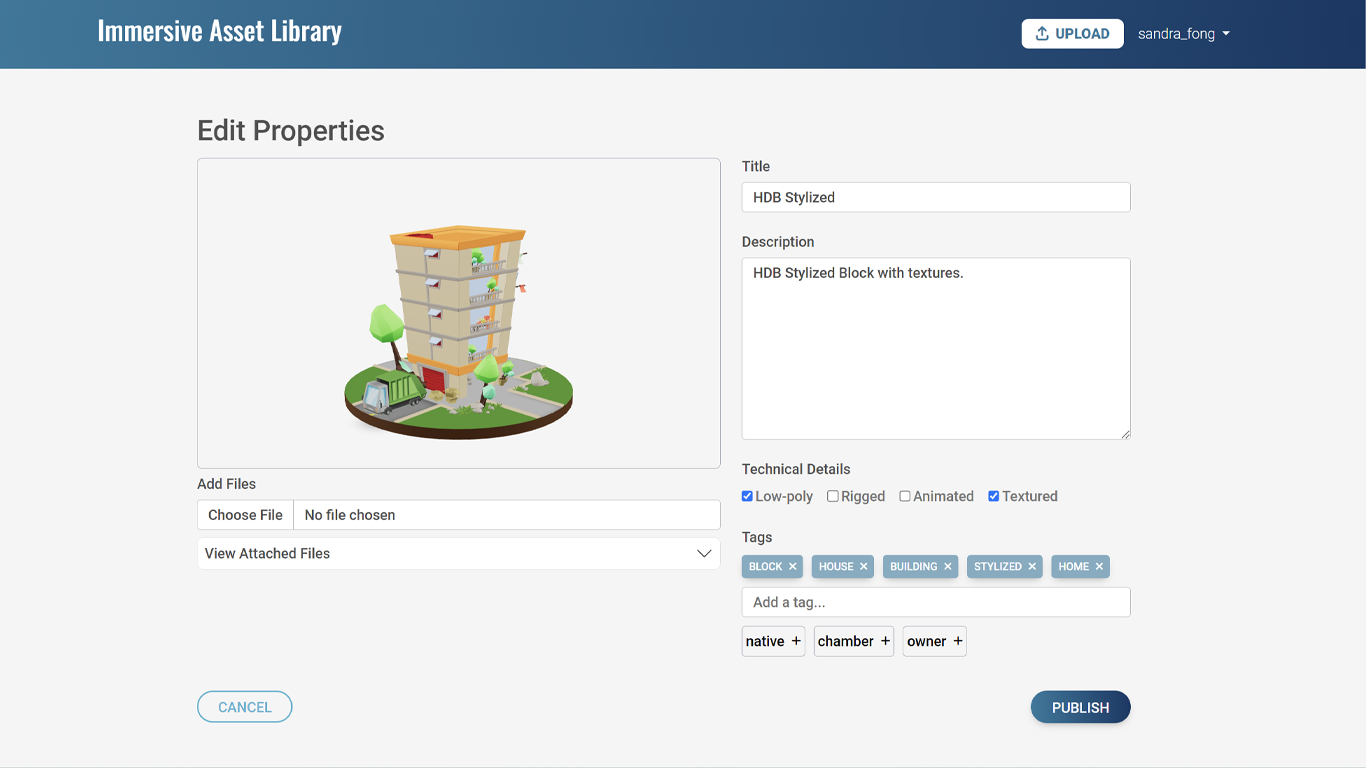 Immersive Asset Library
UPLOAD
sandra_fong
Edit Properties
Title
HDB Stylized
Description
HDB Stylized Block with textures.
Technical Details
Low-poly Rigged Animated Textured
Add Files
Choose File No file chosen
View Attached Files
Tags
BLOCK × HOUSE × BUILDING × STYLIZED × HOME ×
Add a tag...
native + chamber + owner +
CANCEL
PUBLISH